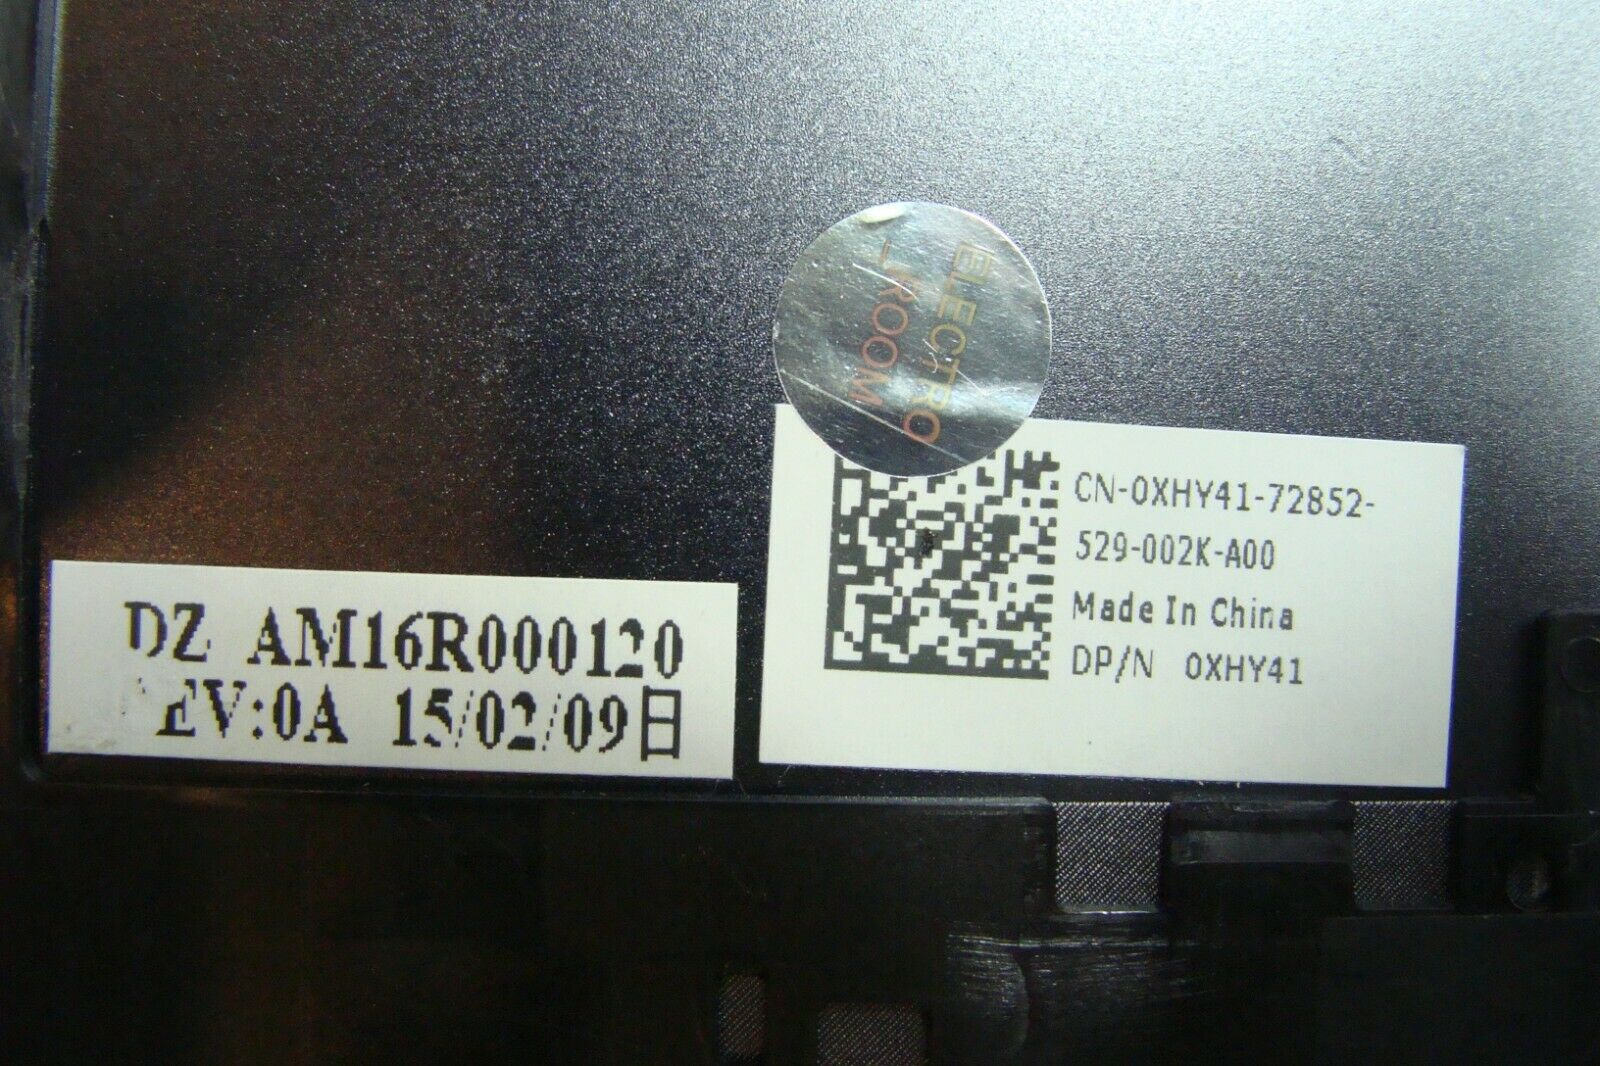 ELECTRO
_ROOM
DZ AM16R000120
EV:0A 15/02/09日
CN-0XHY41-72852-
529-002K-A00
Made In China
DP/N 0XHY41